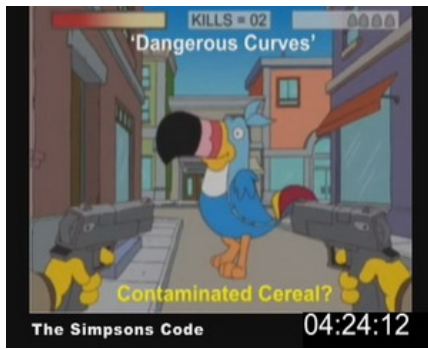 KILLS = 02
'Dangerous Curves'
Contaminated Cereal?
The Simpsons Code
04:24:12